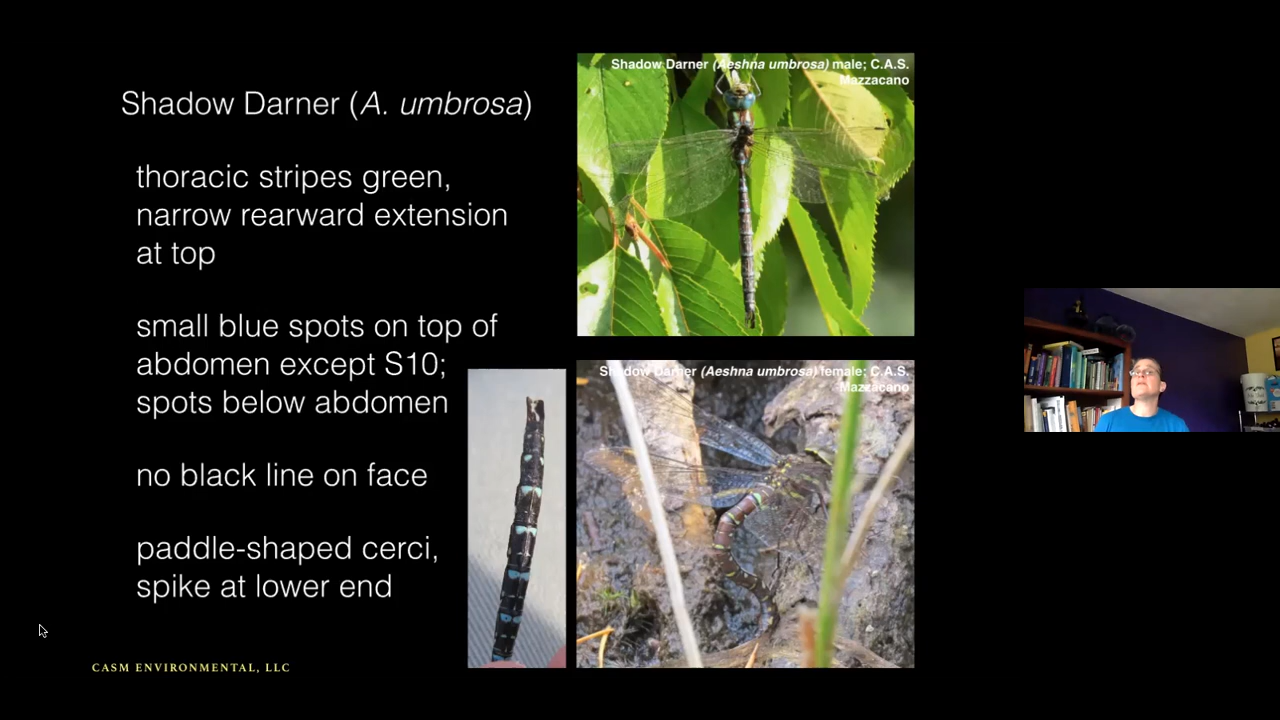 Shadow Darner (A. umbrosa)
thoracic stripes green,
narrow rearward extension
at top
small blue spots on top of
abdomen except S10;
spots below abdomen
no black line on face
paddle-shaped cerci,
spike at lower end
CASM ENVIRONMENTAL, LLC
Shadow Darner (Aeshna umbrosa) male; C.A.S.
Mazzacano
Shadow Darner (Aeshna umbrosa) female; C.A.S.
Mazzacano